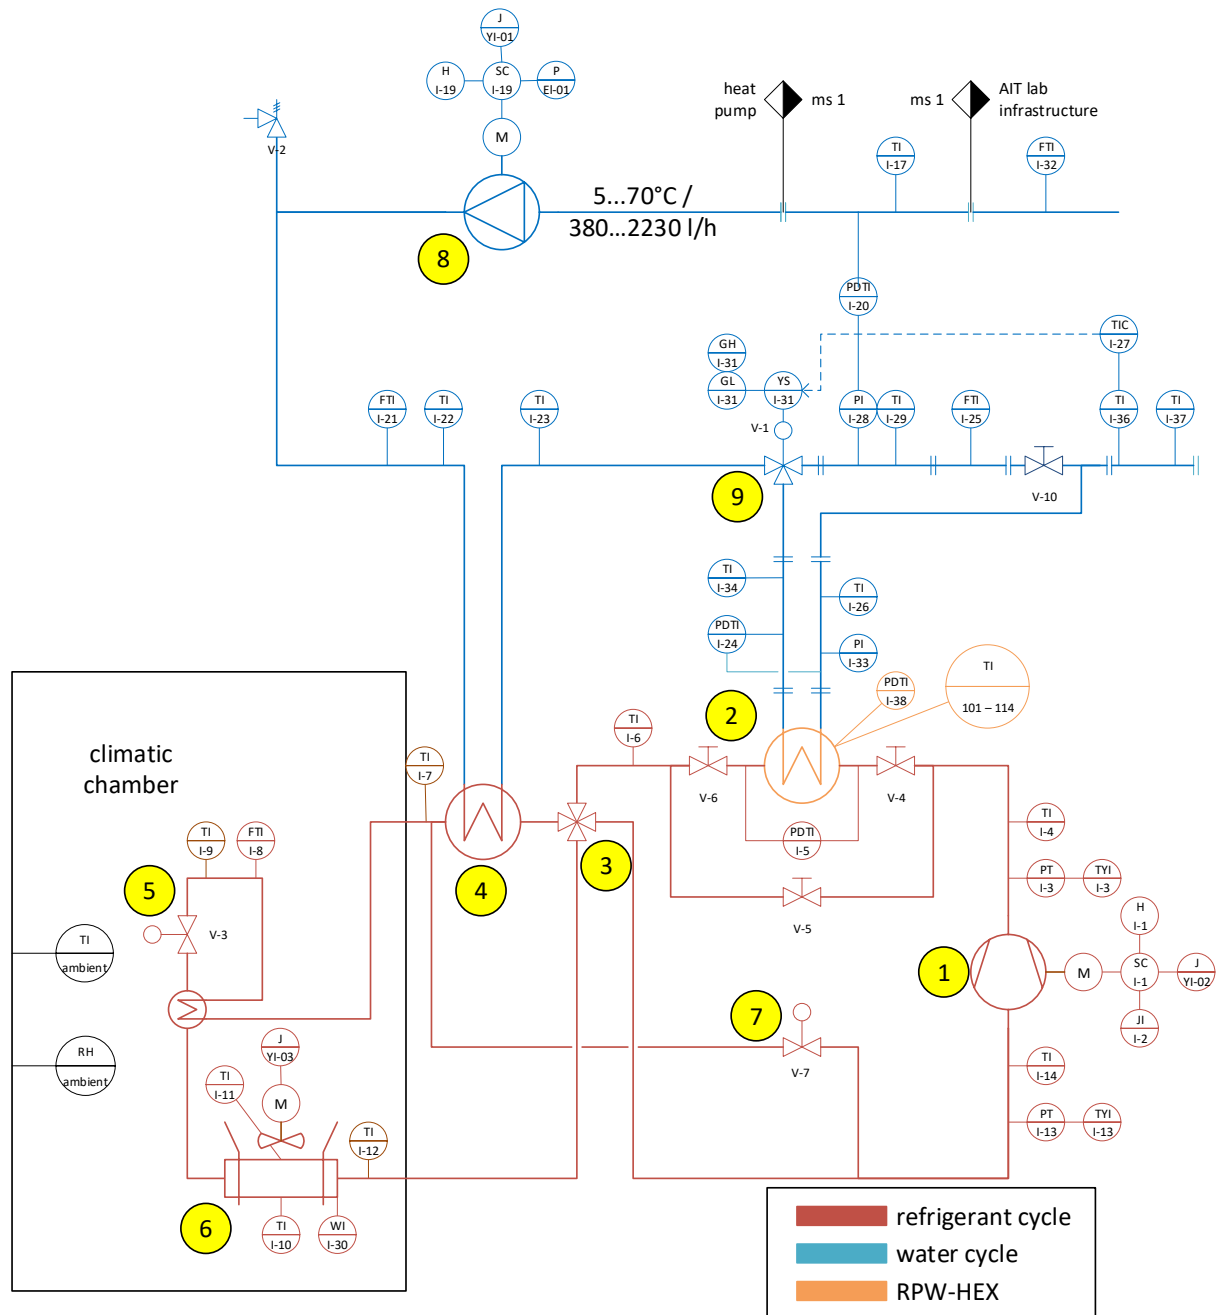 J
YI-01
H
I-19
SC
I-19
P
EI-01
M
V-2
heat
pump
ms 1
ms 1
AIT lab
infrastructure
TI
I-17
FTI
I-32
5...70°C /
380...2230 l/h
8
PDTI
I-20
TIC
I-27
GH
I-31
GL
I-31
YS
I-31
FTI
I-21
TI
I-22
TI
I-23
V-1
PI
I-28
TI
I-29
FTI
I-25
TI
I-36
TI
I-37
9
V-10
TI
I-34
TI
I-26
PDTI
I-24
PI
I-33
TI
101 – 114
PDTI
I-38
2
TI
I-6
climatic
chamber
TI
I-7
V-6
V-4
TI
I-9
FTI
I-8
3
PDTI
I-5
TI
I-4
5
4
PT
I-3
TYI
I-3
V-3
V-5
H
I-1
TI
ambient
1
M
SC
I-1
J
YI-02
7
JI
I-2
RH
ambient
J
YI-03
V-7
TI
I-14
TI
I-11
M
PT
I-13
TYI
I-13
TI
I-12
6
TI
I-10
WI
I-30
refrigerant cycle
water cycle
RPW-HEX